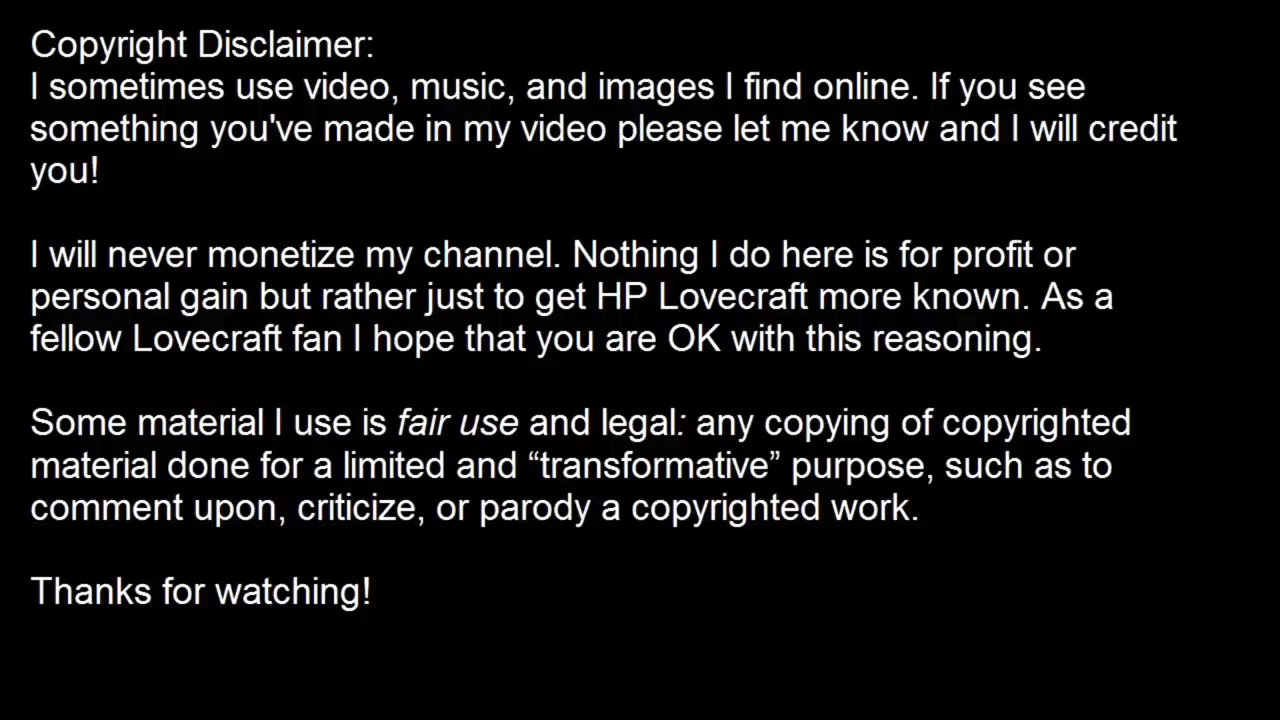 Copyright Disclaimer:
I sometimes use video, music, and images I find online. If you see
something you've made in my video please let me know and I will credit
you!
I will never monetize my channel. Nothing I do here is for profit or
personal gain but rather just to get HP Lovecraft more known. As a
fellow Lovecraft fan I hope that you are OK with this reasoning.
Some material I use is fair use and legal: any copying of copyrighted
material done for a limited and “transformative” purpose, such as to
comment upon, criticize, or parody a copyrighted work.
Thanks for watching!